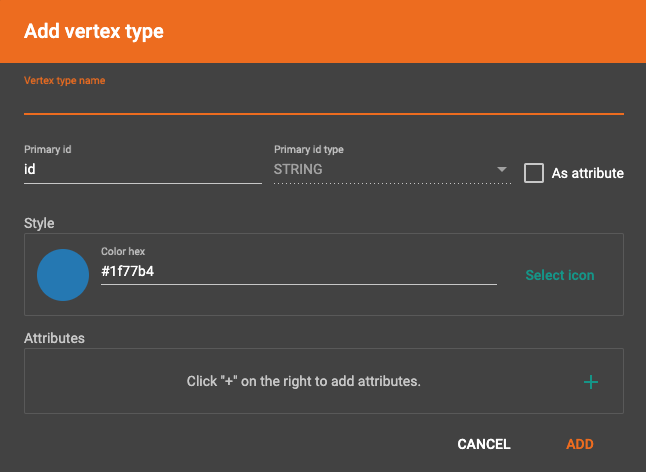 Add vertex type
Vertex type name
Primary id
Primary id type
id
STRING
As attribute
Style
Color hex
#1f77b4
Select icon
Attributes
Click "+" on the right to add attributes.
+
CANCEL
ADD